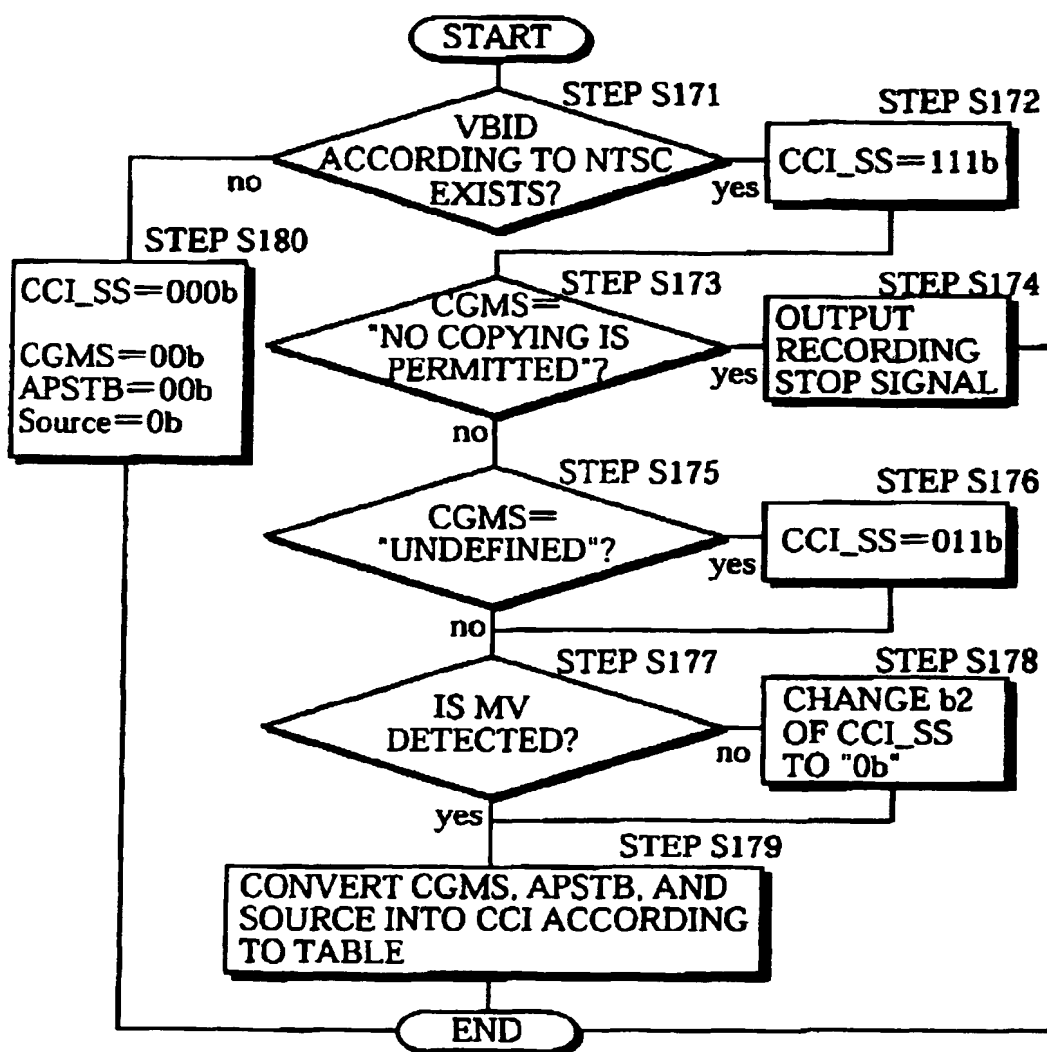 START
STEP S171
VBID
ACCORDING TO NTSC
EXISTS?
no
yes
STEP S172
CCI_SS=111b
STEP S180
CCI_SS=000b
CGMS=00b
APSTB=00b
Source=0b
STEP S173
CGMS=
"NO COPYING IS
PERMITTED"?
yes
no
STEP S174
OUTPUT
RECORDING
STOP SIGNAL
STEP S175
CGMS=
"UNDEFINED"?
yes
no
STEP S176
CCI_SS=011b
STEP S177
IS MV
DETECTED?
no
yes
STEP S178
CHANGE b2
OF CCI_SS
TO "0b"
STEP S179
CONVERT CGMS, APSTB, AND
SOURCE INTO CCI ACCORDING
TO TABLE
END